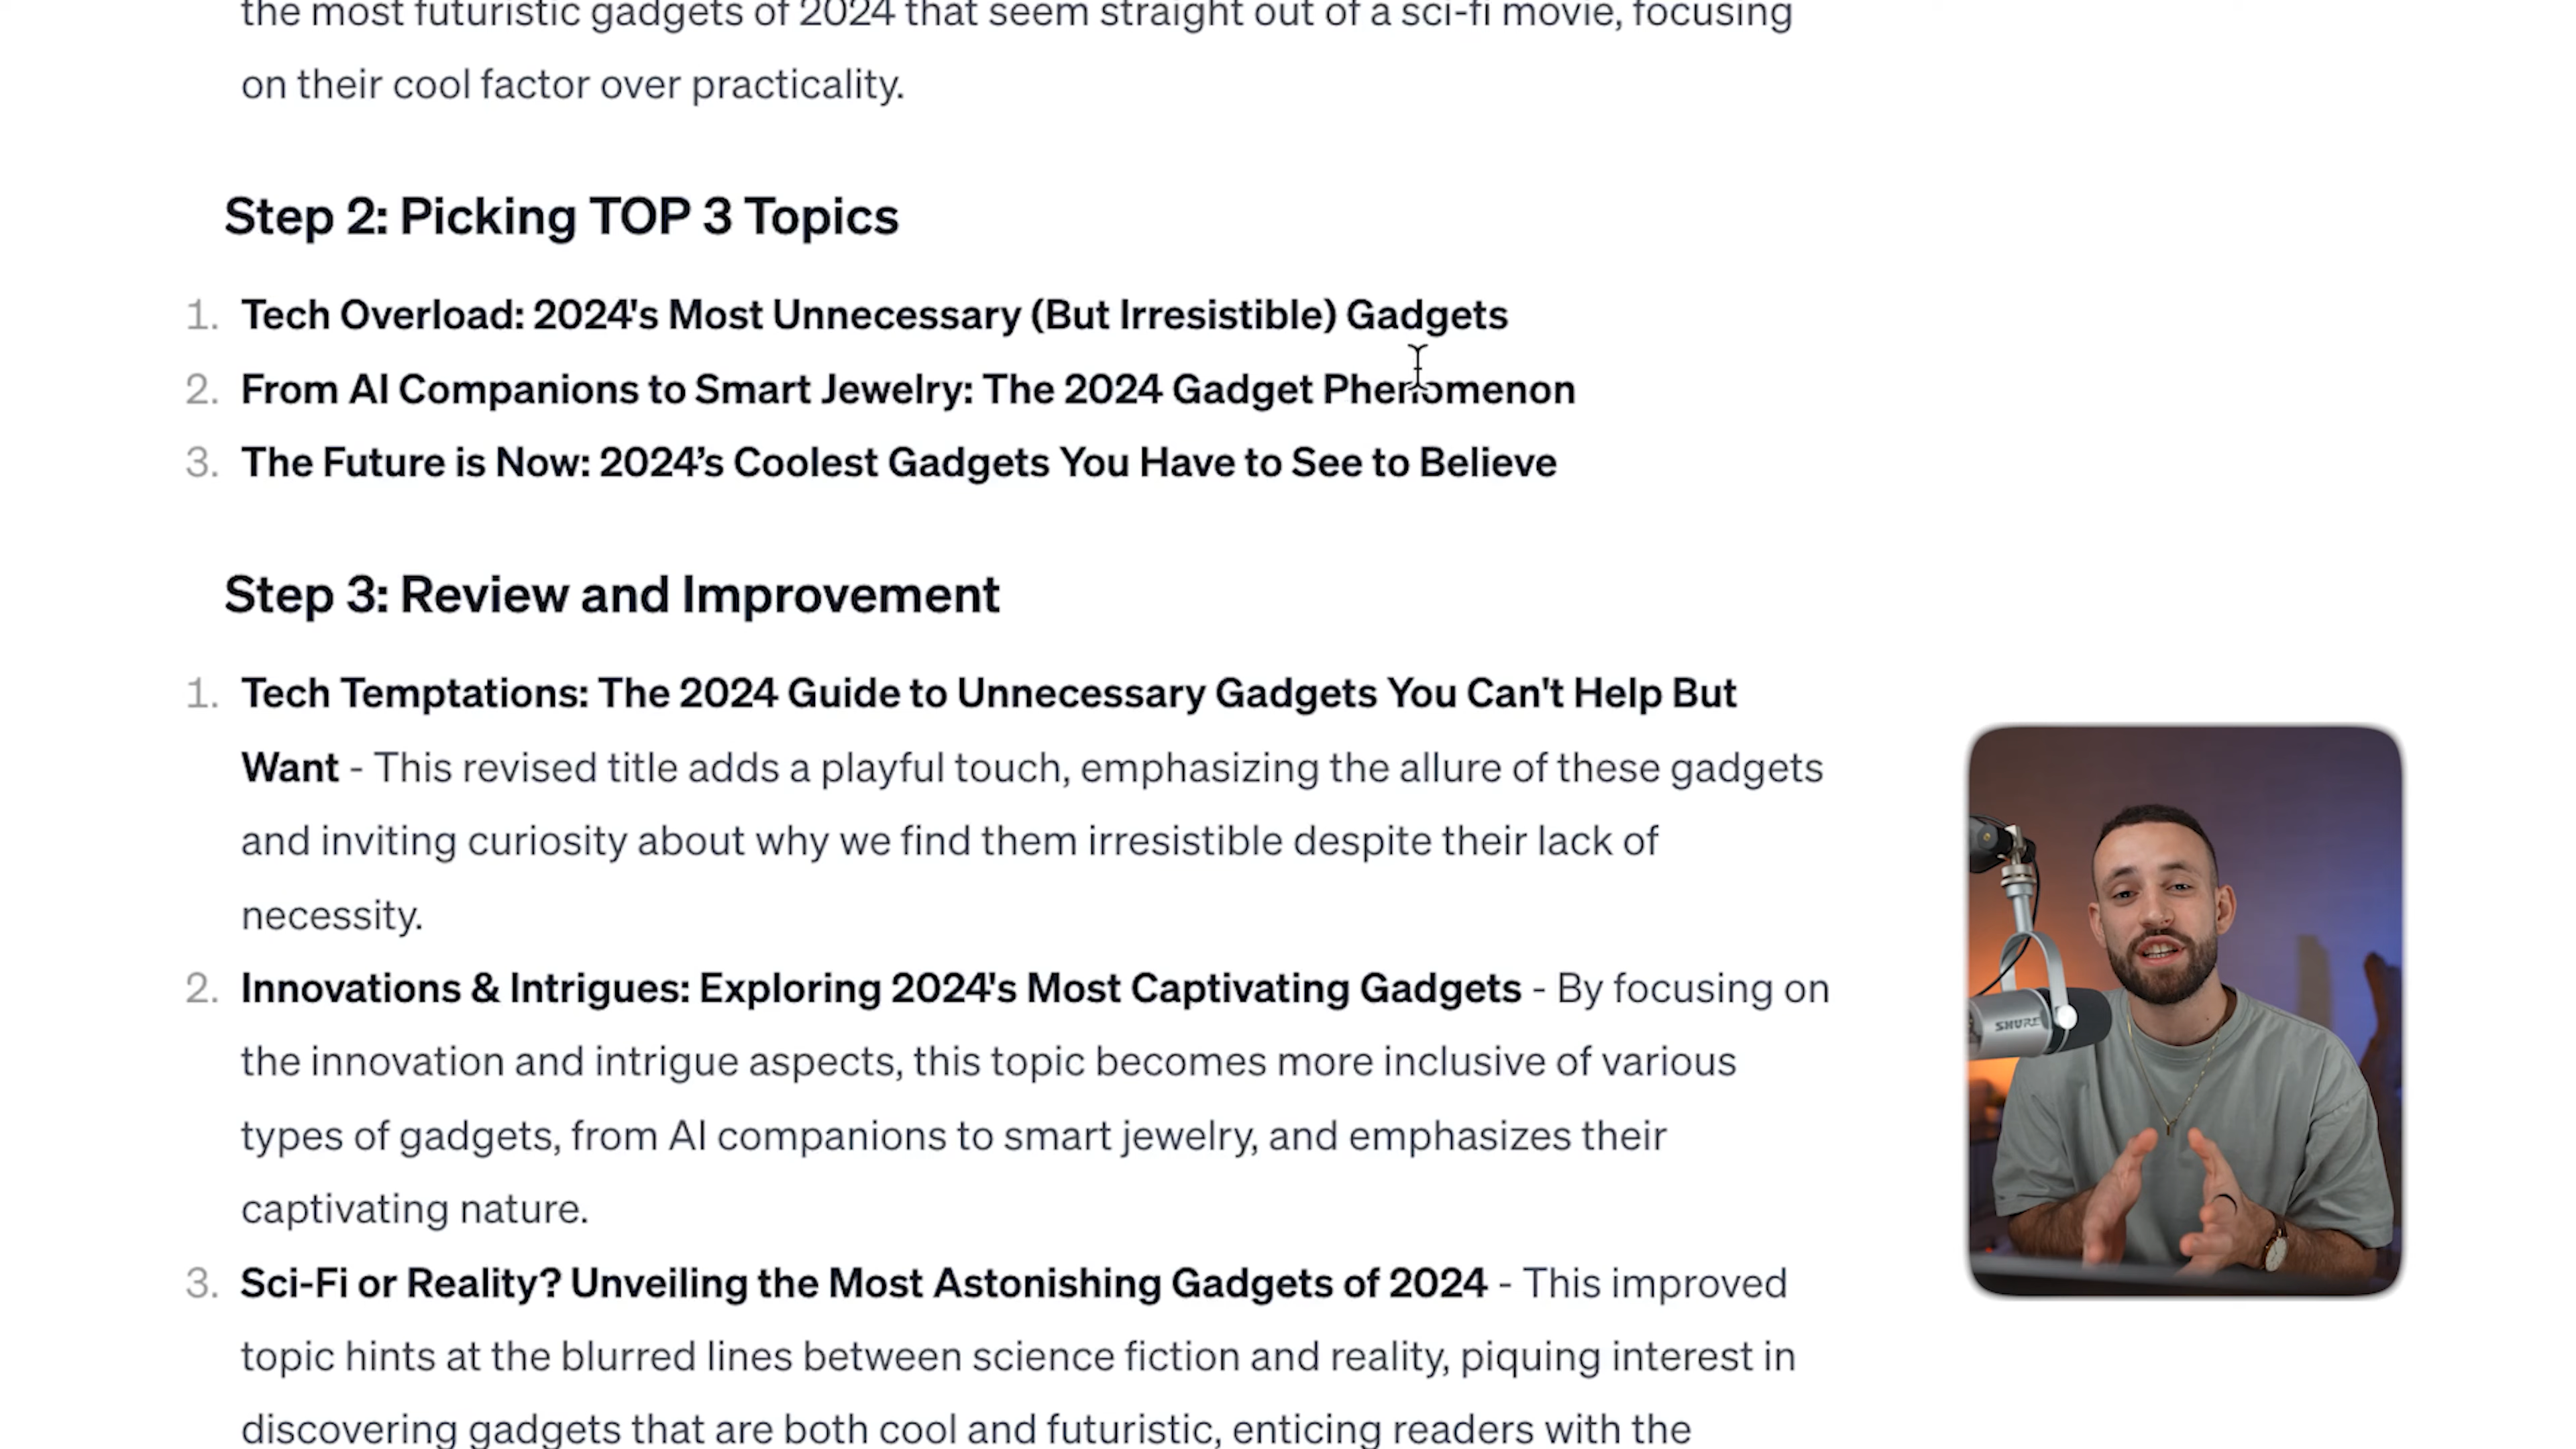 the most futuristic gadgets of 2024 that seem straight out of a sci-fi movie, focusing
on their cool factor over practicality.
Step 2: Picking TOP 3 Topics
1. Tech Overload: 2024's Most Unnecessary (But Irresistible) Gadgets
2. From AI Companions to Smart Jewelry: The 2024 Gadget Phenomenon
3. The Future is Now: 2024’s Coolest Gadgets You Have to See to Believe
Step 3: Review and Improvement
1. Tech Temptations: The 2024 Guide to Unnecessary Gadgets You Can't Help But
Want - This revised title adds a playful touch, emphasizing the allure of these gadgets
and inviting curiosity about why we find them irresistible despite their lack of
necessity.
2. Innovations & Intrigues: Exploring 2024's Most Captivating Gadgets - By focusing on
the innovation and intrigue aspects, this topic becomes more inclusive of various
types of gadgets, from AI companions to smart jewelry, and emphasizes their
captivating nature.
3. Sci-Fi or Reality? Unveiling the Most Astonishing Gadgets of 2024 - This improved
topic hints at the blurred lines between science fiction and reality, piquing interest in
discovering gadgets that are both cool and futuristic, enticing readers with the
SHURE